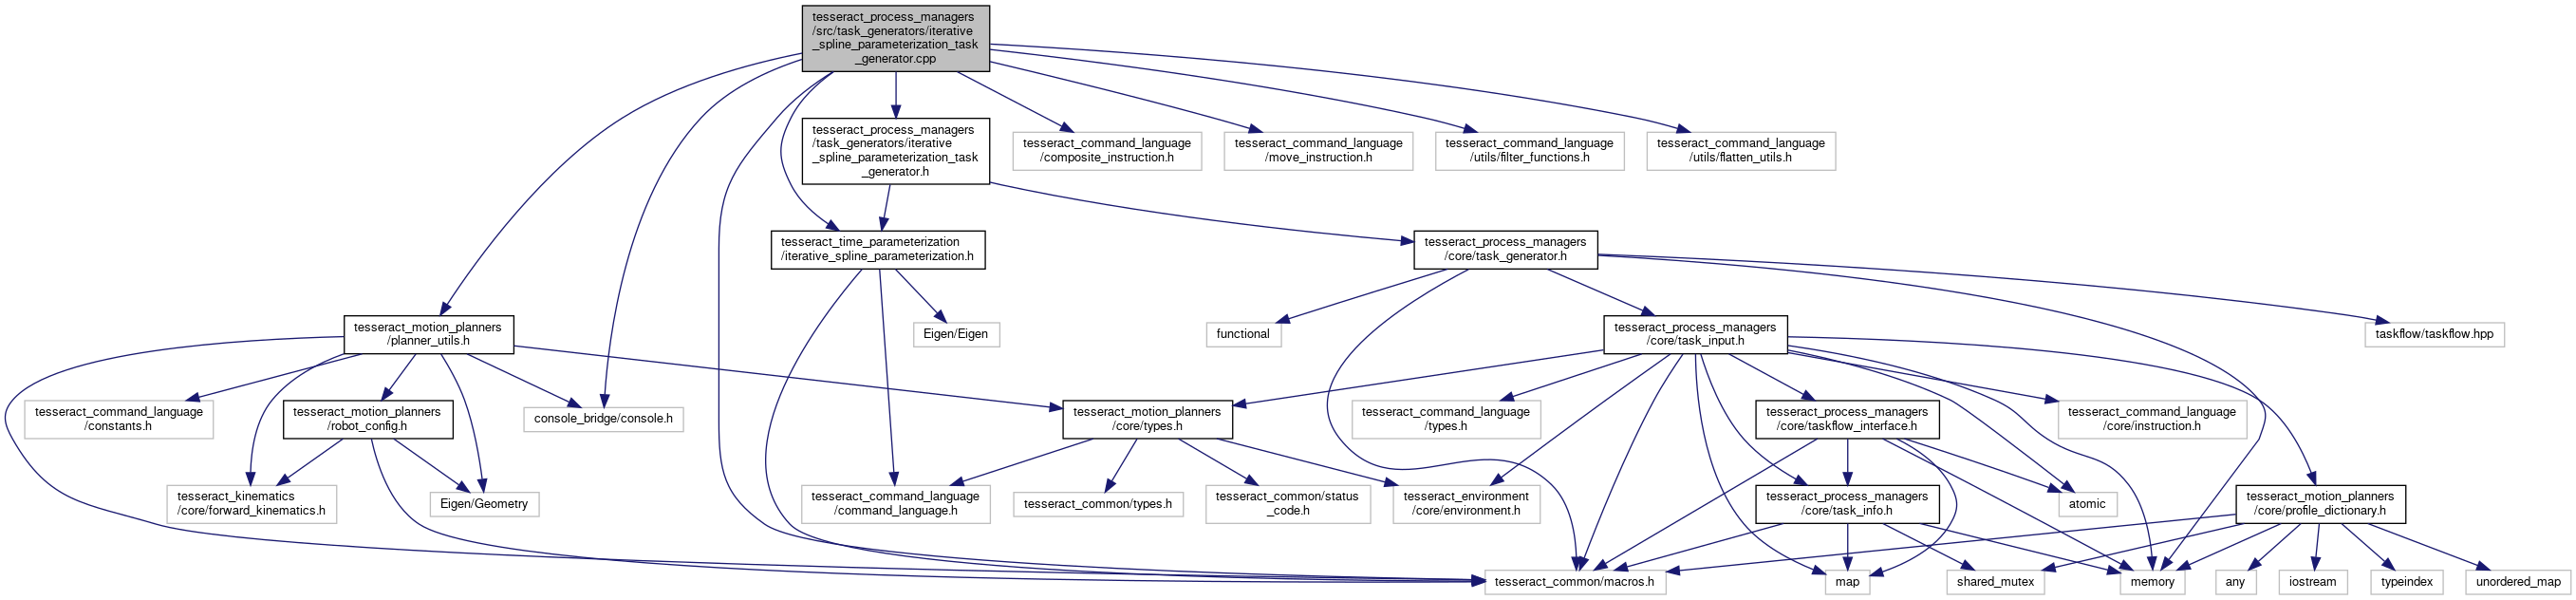 tesseract_process_managers
/src/task_generators/iterative
_spline_parameterization_task
_generator.cpp
tesseract_process_managers
/task_generators/iterative
_spline_parameterization_task
_generator.h
tesseract_command_language
/composite_instruction.h
tesseract_command_language
/move_instruction.h
tesseract_command_language
/utils/filter_functions.h
tesseract_command_language
/utils/flatten_utils.h
tesseract_time_parameterization
/iterative_spline_parameterization.h
tesseract_process_managers
/core/task_generator.h
tesseract_motion_planners
/planner_utils.h
Eigen/Eigen
functional
tesseract_process_managers
/core/task_input.h
taskflow/taskflow.hpp
tesseract_command_language
/constants.h
tesseract_motion_planners
/robot_config.h
console_bridge/console.h
tesseract_motion_planners
/core/types.h
tesseract_command_language
/types.h
tesseract_process_managers
/core/taskflow_interface.h
tesseract_command_language
/core/instruction.h
tesseract_kinematics
/core/forward_kinematics.h
Eigen/Geometry
tesseract_command_language
/command_language.h
tesseract_common/types.h
tesseract_common/status
_code.h
tesseract_environment
/core/environment.h
tesseract_process_managers
/core/task_info.h
atomic
tesseract_motion_planners
/core/profile_dictionary.h
tesseract_common/macros.h
map
shared_mutex
memory
any
iostream
typeindex
unordered_map